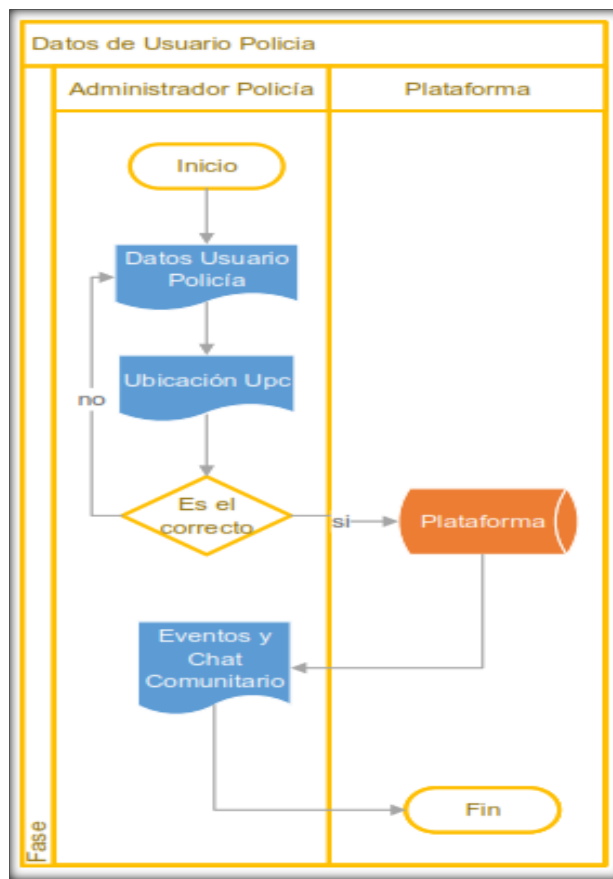 Datos de Usuario Policia
Administrador Policía
Plataforma
Inicio
Datos Usuario
Policía
Ubicación Upc
no
Es el
correcto
si
Plataforma
Eventos y
Chat
Comunitario
Fin
Fase